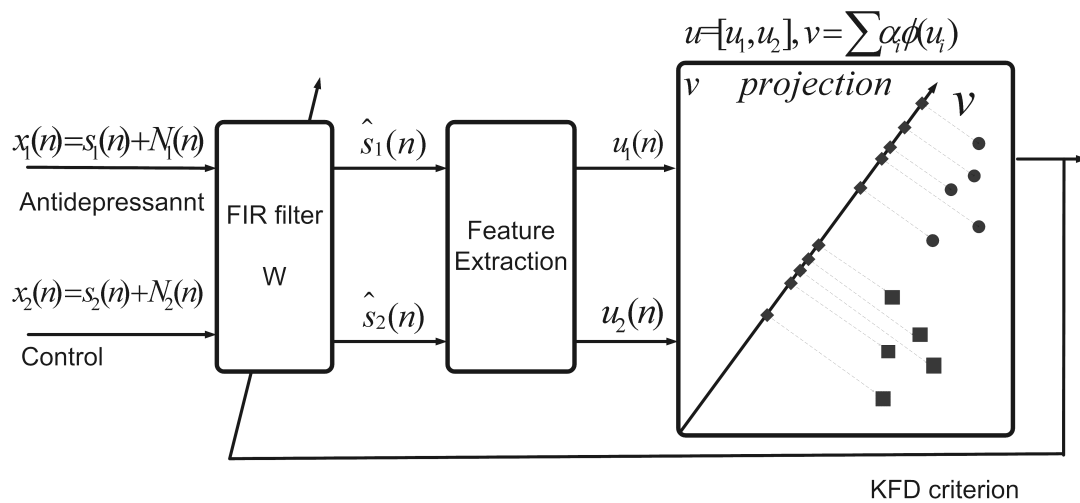 u=[u₁,u₂], v=∑αᵢϕ(uᵢ)
v projection
v
x₁(n)=s₁(n)+N₁(n)
Antidepressannt
x₂(n)=s₂(n)+N₂(n)
Control
FIR filter
W
ŝ₁(n)
ŝ₂(n)
Feature
Extraction
u₁(n)
u₂(n)
KFD criterion